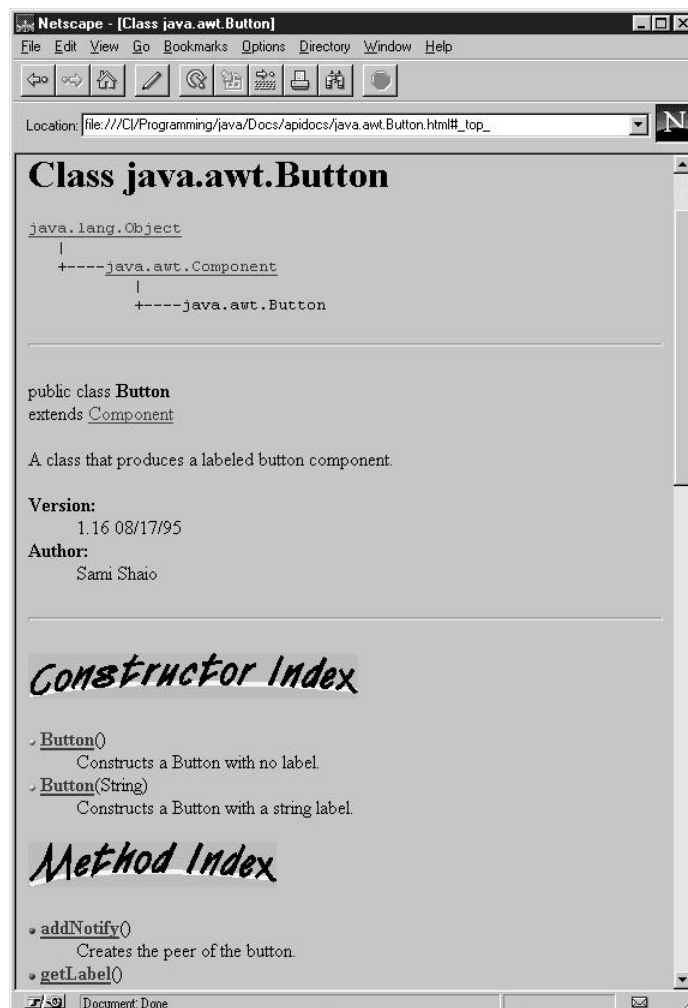 Netscape - [Class java.awt.Button]
File Edit View Go Bookmarks Options Directory Window Help
Location: file:///C|/Programming/java/Docs/apidocs/java.awt.Button.html#_top_
N
Class java.awt.Button
java.lang.Object
|
+----java.awt.Component
|
+----java.awt.Button
public class Button
extends Component
A class that produces a labeled button component.
Version:
1.16 08/17/95
Author:
Sami Shaio
Constructor Index
Button()
Constructs a Button with no label.
Button(String)
Constructs a Button with a string label.
Method Index
addNotify()
Creates the peer of the button.
getLabel()
Document: Done